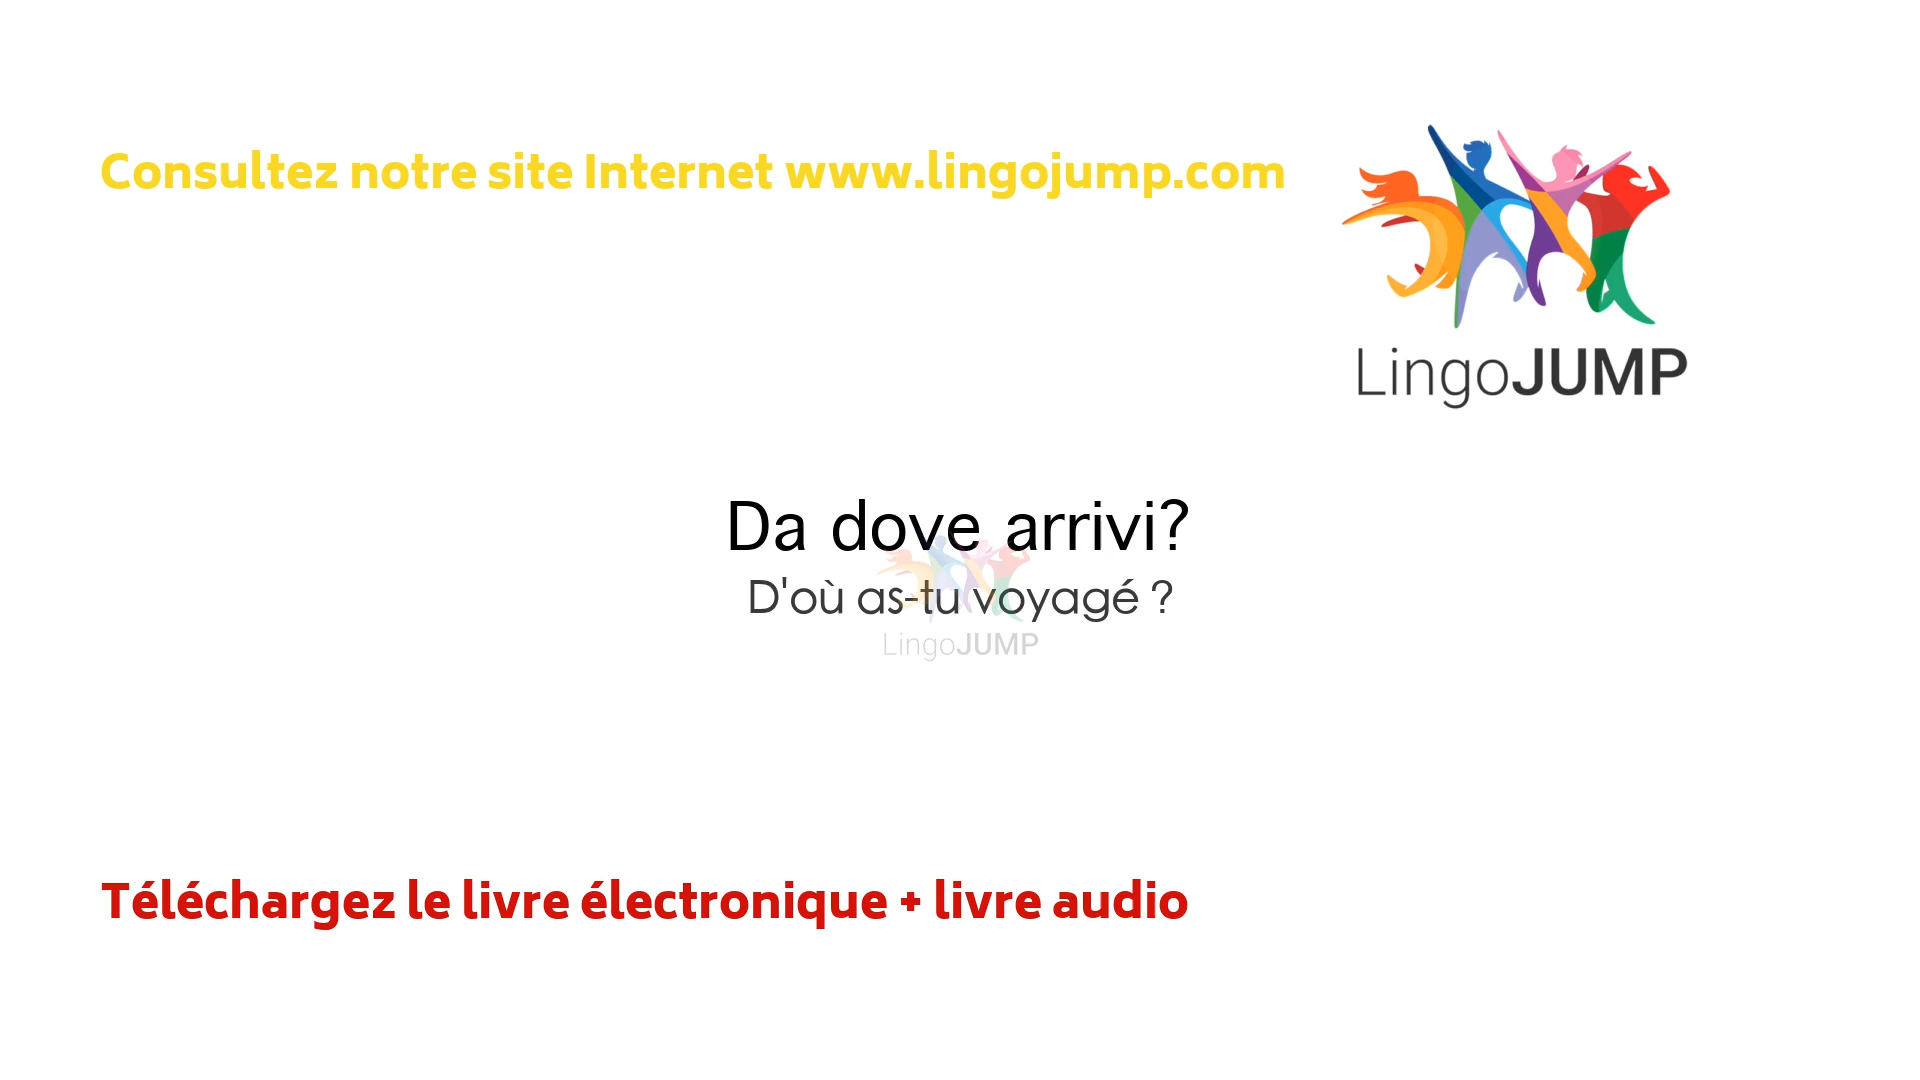 Consultez notre site Internet www.lingojump.com
LingoJUMP
Da dove arrivi?
D'où as-tu voyagé ?
LingoJUMP
Téléchargez le livre électronique + livre audio